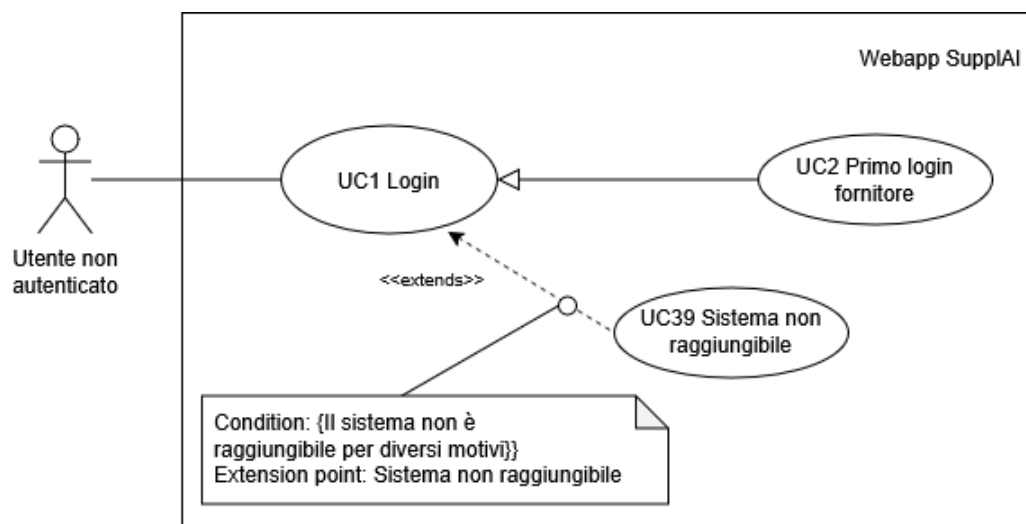 Webapp SupplAI
UC1 Login
UC2 Primo login
fornitore
Utente non
autenticato
<<extends>>
UC39 Sistema non
raggiungibile
Condition: {Il sistema non è
raggiungibile per diversi motivi}}
Extension point: Sistema non raggiungibile